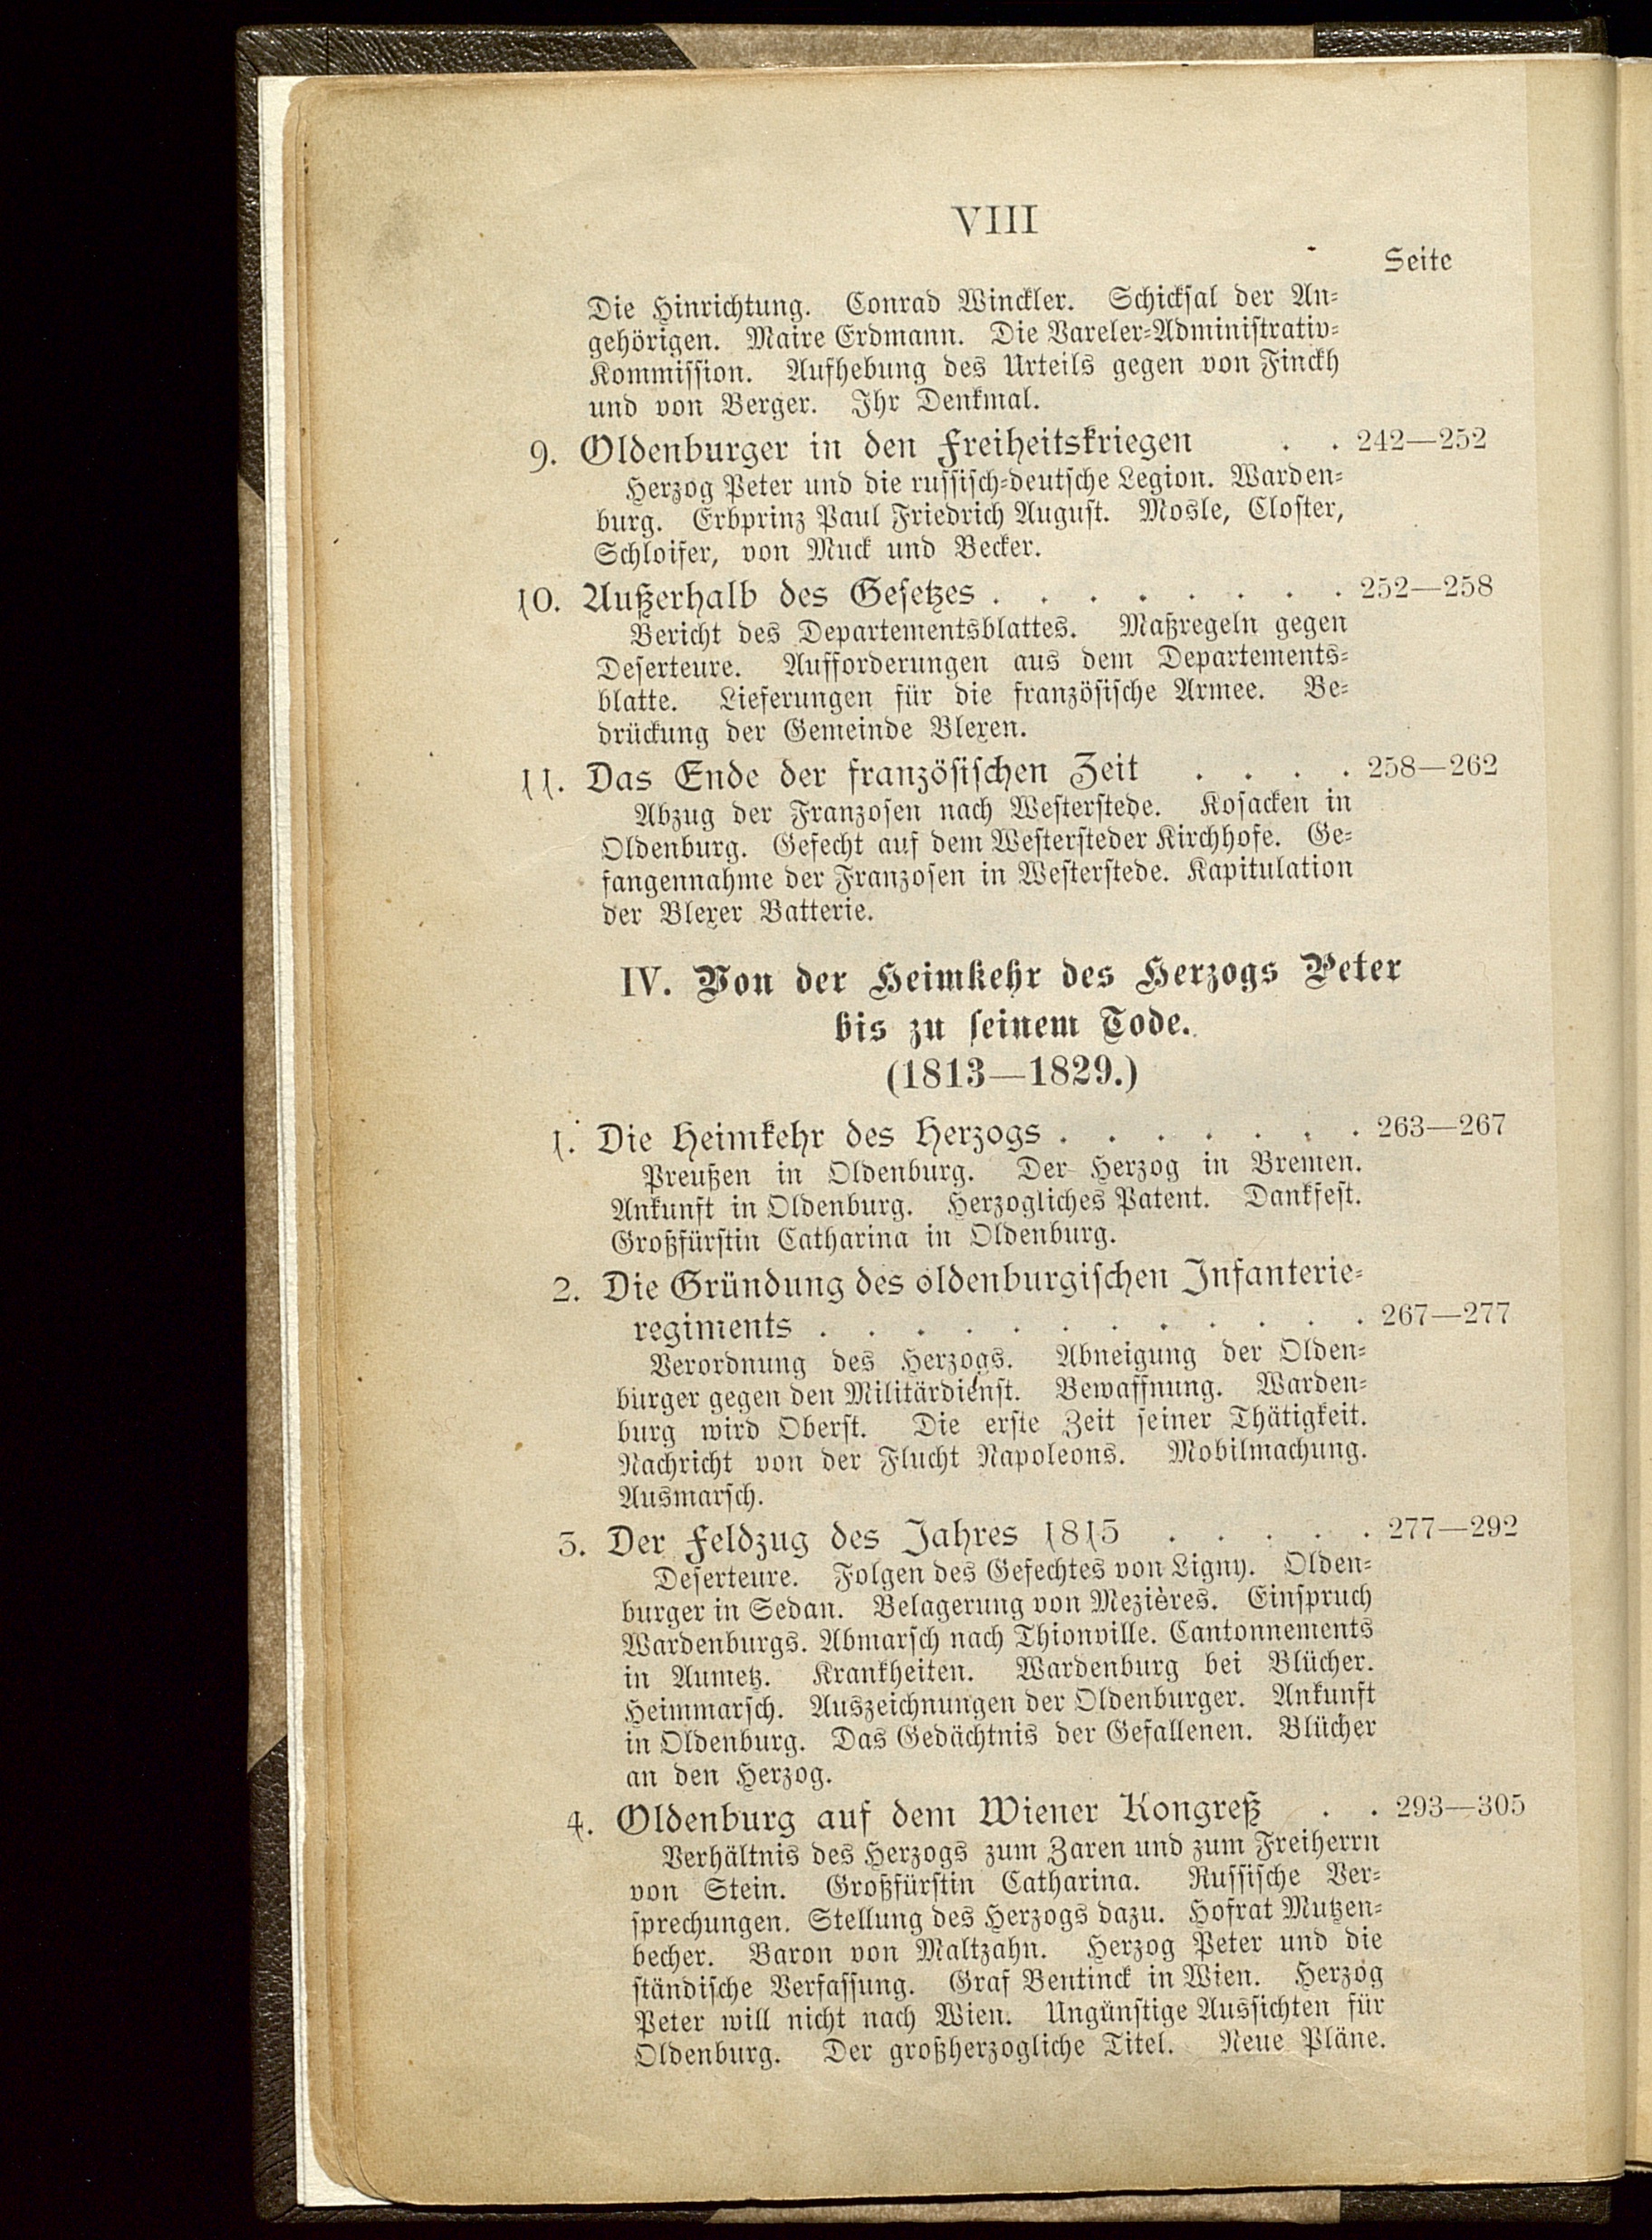 VIII
Seite
Die Hinrichtung. Conrad Winckler. Schicksal der An-
gehörigen. Maire Erdmann. Die Vareler-Administrativ-
Kommission. Aufhebung des Urteils gegen von Finckh
und von Berger. Ihr Denkmal.
9. Oldenburger in den Freiheitskriegen . . 242—252
Herzog Peter und die russisch-deutsche Legion. Warden-
burg. Erbprinz Paul Friedrich August. Mosle, Closter,
Schloifer, von Muck und Becker.
10. Außerhalb des Gesetzes . . . . . . . . 252—258
Bericht des Departementsblattes. Maßregeln gegen
Deserteure. Aufforderungen aus dem Departements-
blatte. Lieferungen für die französische Armee. Be-
drückung der Gemeinde Blexen.
11. Das Ende der französischen Zeit . . . . 258—262
Abzug der Franzosen nach Westerstede. Kosacken in
Oldenburg. Gefecht auf dem Westersteder Kirchhofe. Ge-
fangennahme der Franzosen in Westerstede. Kapitulation
der Blexer Batterie.
IV. Von der Heimkehr des Herzogs Peter
bis zu seinem Tode.
(1813—1829.)
1. Die Heimkehr des Herzogs . . . . . . . 263—267
Preußen in Oldenburg. Der Herzog in Bremen.
Ankunft in Oldenburg. Herzogliches Patent. Dankfest.
Großfürstin Catharina in Oldenburg.
2. Die Gründung des oldenburgischen Infanterie-
regiments . . . . . . . . . . . . 267—277
Verordnung des Herzogs. Abneigung der Olden-
burger gegen den Militärdienst. Bewaffnung. Warden-
burg wird Oberst. Die erste Zeit seiner Thätigkeit.
Nachricht von der Flucht Napoleons. Mobilmachung.
Ausmarsch.
3. Der Feldzug des Jahres 1815 . . . . . 277—292
Deserteure. Folgen des Gefechtes von Ligny. Olden-
burger in Sedan. Belagerung von Mezières. Einspruch
Wardenburgs. Abmarsch nach Thionville. Cantonnements
in Aumetz. Krankheiten. Wardenburg bei Blücher.
Heimmarsch. Auszeichnungen der Oldenburger. Ankunft
in Oldenburg. Das Gedächtnis der Gefallenen. Blücher
an den Herzog.
4. Oldenburg auf dem Wiener Kongreß . . 293—305
Verhältnis des Herzogs zum Zaren und zum Freiherrn
von Stein. Großfürstin Catharina. Russische Ver-
sprechungen. Stellung des Herzogs dazu. Hofrat Mutzen-
becher. Baron von Maltzahn. Herzog Peter und die
ständische Verfassung. Graf Bentinck in Wien. Herzog
Peter will nicht nach Wien. Ungünstige Aussichten für
Oldenburg. Der großherzogliche Titel. Neue Pläne.